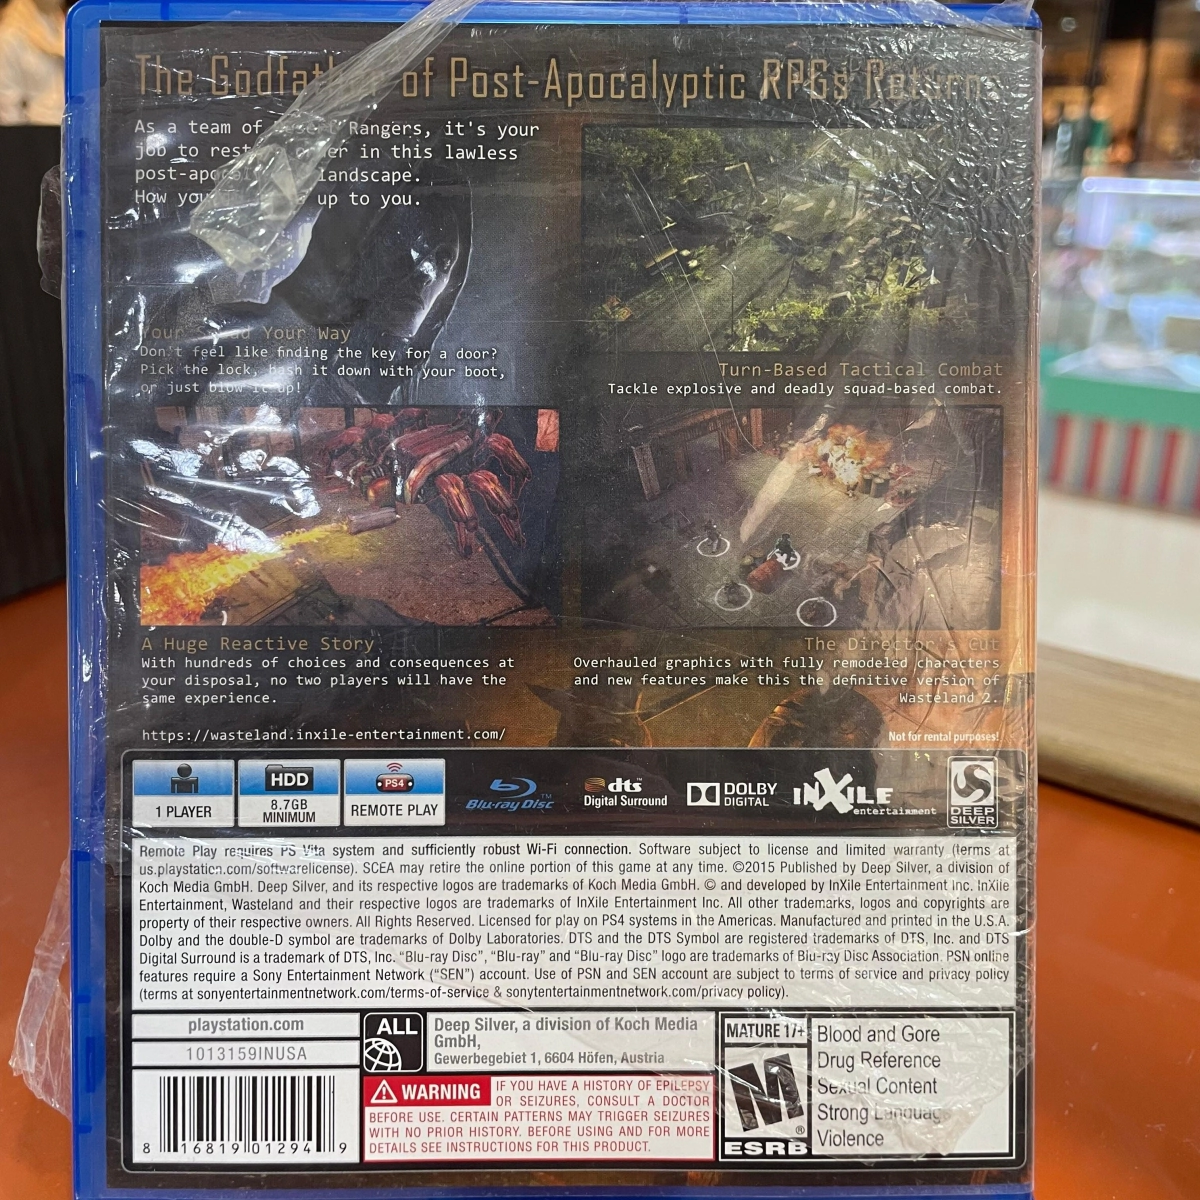 The Godfather of Post-Apocalyptic RPGs Returns
As a team of Desert Rangers, it's your
job to restore order in this lawless
landscape.
How you up to you.
Your Squad Your Way
Don't feel like finding the key for a door?
Pick the lock, bash it down with your boot,
or just blow it up!
Turn-Based Tactical Combat
Tackle explosive and deadly squad-based combat.
A Huge Reactive Story
With hundreds of choices and consequences at
your disposal, no two players will have the
same experience.
The Director's Cut
Overhauled graphics with fully remodeled characters
and new features make this the definitive version of
Wasteland 2.
https://wasteland.inxile-entertainment.com/
Not for rental purposes!
1 PLAYER
HDD
8.7GB
MINIMUM
PS4
REMOTE PLAY
Blu-ray Disc™
dts
Digital Surround
DOLBY
DIGITAL
INXILE
entertainment
DEEP
SILVER
Remote Play requires PS Vita system and sufficiently robust Wi-Fi connection. Software subject to license and limited warranty (terms at
us.playstation.com/softwarelicense). SCEA may retire the online portion of this game at any time. ©2015 Published by Deep Silver, a division of
Koch Media GmbH. Deep Silver, and its respective logos are trademarks of Koch Media GmbH. © and developed by InXile Entertainment Inc. InXile
Entertainment, Wasteland and their respective logos are trademarks of InXile Entertainment Inc. All other trademarks, logos and copyrights are
property of their respective owners. All Rights Reserved. Licensed for play on PS4 systems in the Americas. Manufactured and printed in the U.S.A.
Dolby and the double-D symbol are trademarks of Dolby Laboratories. DTS and the DTS Symbol are registered trademarks of DTS, Inc. and DTS
Digital Surround is a trademark of DTS, Inc. "Blu-ray Disc", "Blu-ray" and "Blu-ray Disc" logo are trademarks of Blu-ray Disc Association. PSN online
features require a Sony Entertainment Network ("SEN") account. Use of PSN and SEN account are subject to terms of service and privacy policy
(terms at sonyentertainmentnetwork.com/terms-of-service & sonytentertainmentnetwork.com/privacy policy).
playstation.com
1013159INUSA
8 16819 01294 9
ALL
Deep Silver, a division of Koch Media
GmbH,
Gewerbegebiet 1, 6604 Höfen, Austria
WARNING IF YOU HAVE A HISTORY OF EPILEPSY
OR SEIZURES, CONSULT A DOCTOR
BEFORE USE. CERTAIN PATTERNS MAY TRIGGER SEIZURES
WITH NO PRIOR HISTORY. BEFORE USING AND FOR MORE
DETAILS SEE INSTRUCTIONS FOR THIS PRODUCT.
MATURE 17+
M
®
ESRB
Blood and Gore
Drug Reference
Sexual Content
Strong Language
Violence